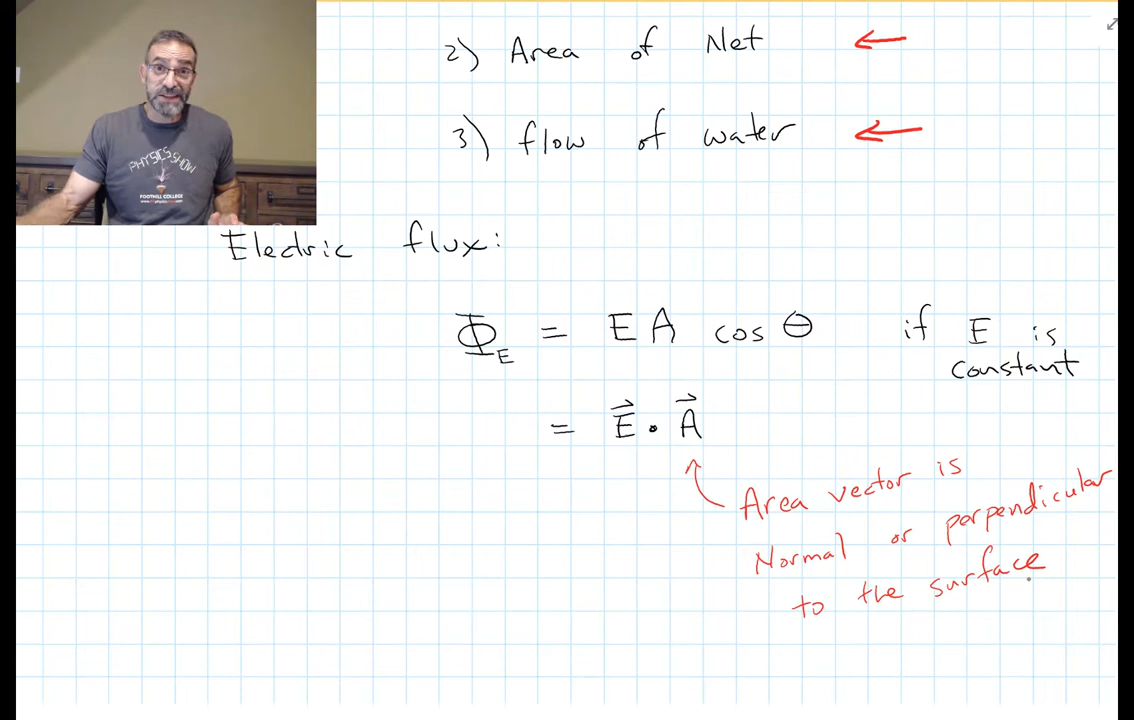 2) Area of Net ←
3) flow of water ←
PHYSICS SHOW
FOOTHILL COLLEGE
Electric flux:
Φ_E = E A cos θ if E is
constant
= E⃗ · A⃗
Area vector is
Normal or perpendicular
to the surface